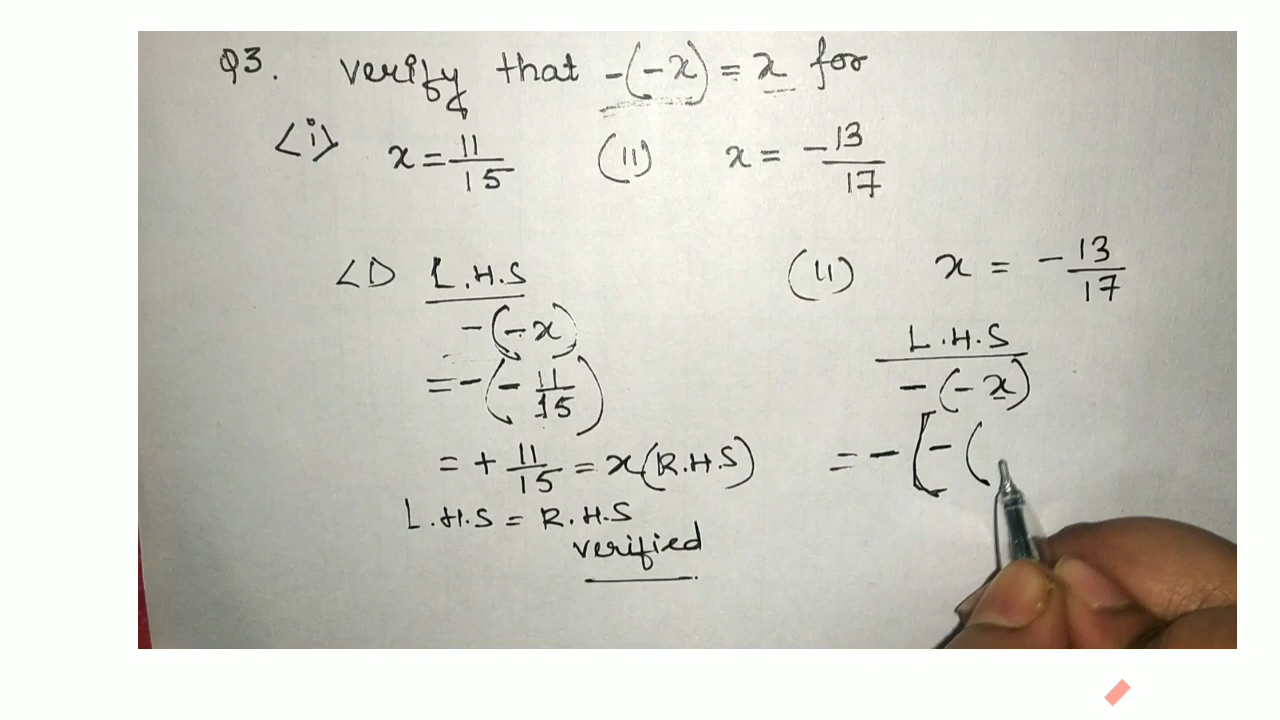 Q3. verify that -(-x) = x for
<i> x = 11/15 (II) x = -13/17
<D L.H.S
-(-x)
= -(-11/15)
= + 11/15 = x(R.H.S)
L.H.S = R.H.S
verified
(II) x = -13/17
L.H.S
-(-x)
= -[-(